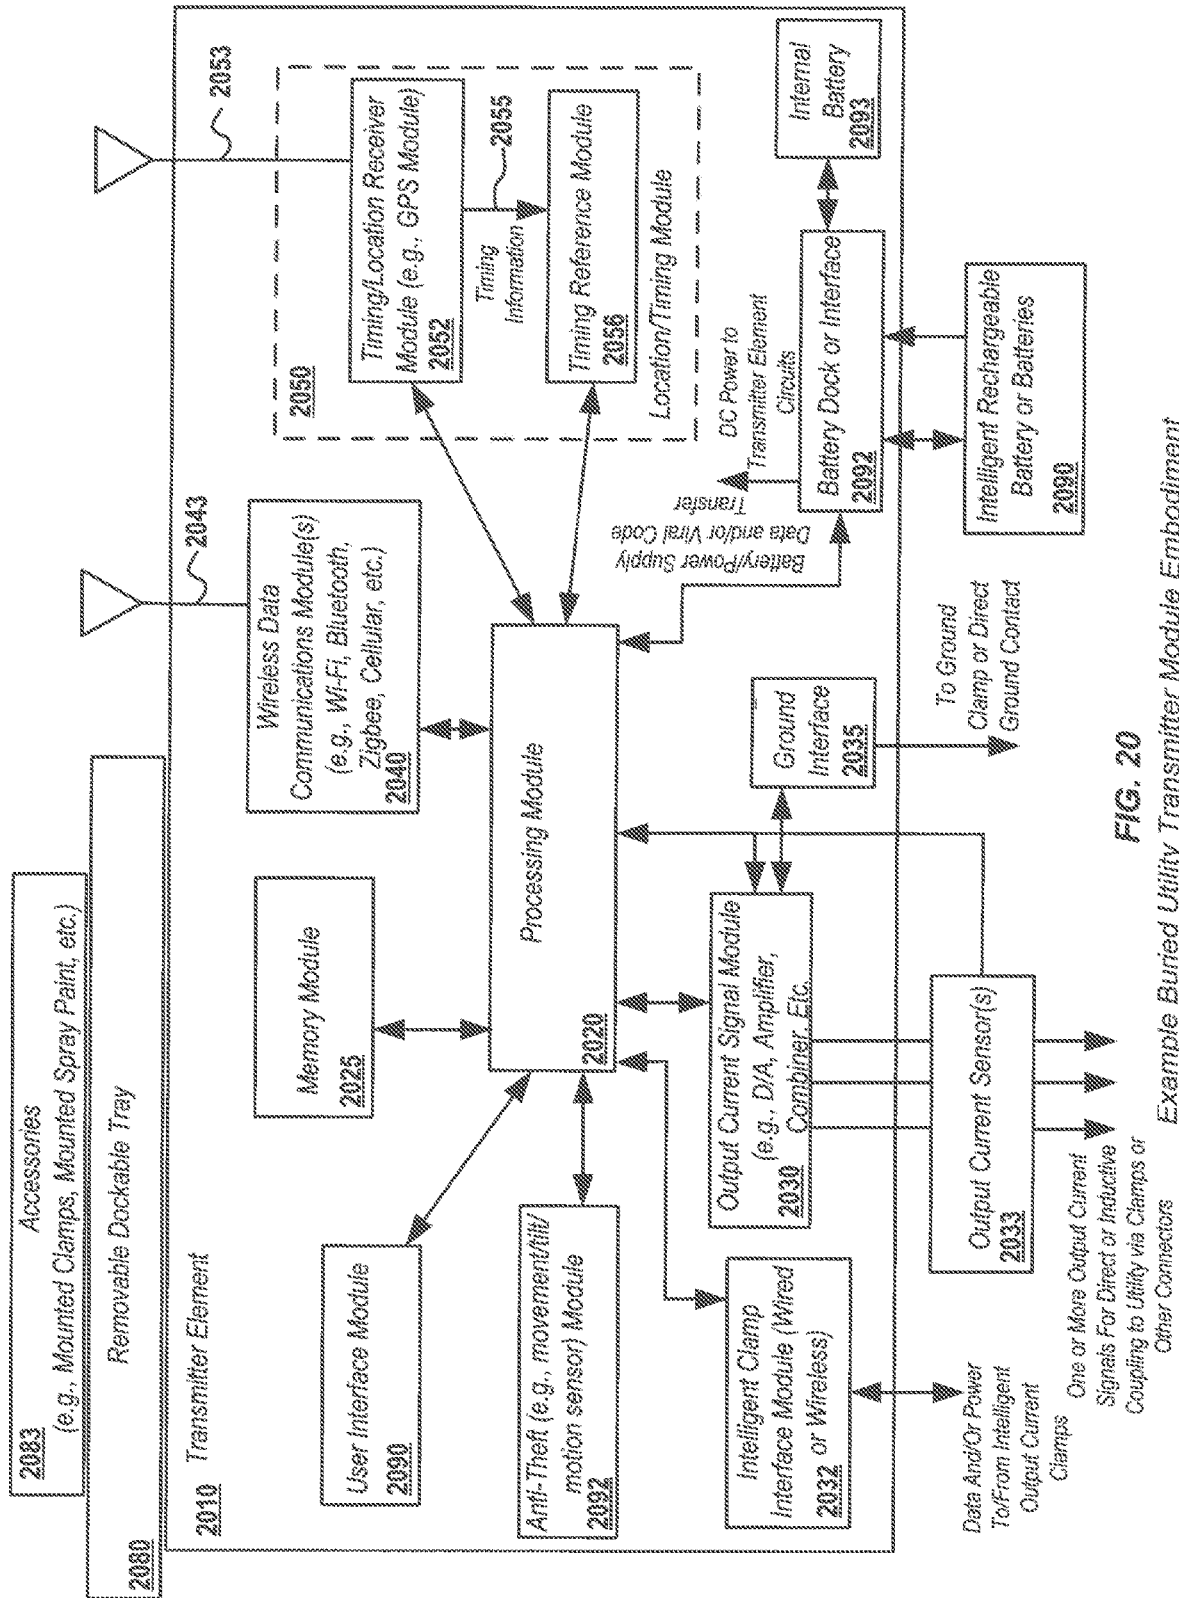 2083
Accessories
(e.g., Mounted Clamps, Mounted Spray Paint, etc.)
2080
Removable Dockable Tray
2010
Transmitter Element
2043
2053
User Interface Module
2090
Memory Module
2025
Wireless Data
Communications Module(s)
(e.g., Wi-Fi, Bluetooth,
Zigbee, Cellular, etc.)
2040
2050
Timing/Location Receiver
Module (e.g., GPS Module)
2052
Timing
Information
2055
Timing Reference Module
2056
Location/Timing Module
Anti-Theft (e.g., movement/tilt/
motion sensor) Module
2092
Processing Module
2020
Intelligent Clamp
Interface Module (Wired
or Wireless)
2032
Output Current Signal Module
(e.g., D/A, Amplifier,
Combiner, Etc.
2030
Ground
Interface
2035
Battery/Power Supply
Data and/or Viral Code
Transfer
DC Power to
Transmitter Element
Circuits
Battery Dock or Interface
2092
Internal
Battery
2093
Data And/Or Power
To/From Intelligent
Output Current
Clamps
Output Current Sensor(s)
2033
One or More Output Current
Signals For Direct or Inductive
Coupling to Utility via Clamps or
Other Connectors
To Ground
Clamp or Direct
Ground Contact
Intelligent Rechargeable
Battery or Batteries
2090
FIG. 20
Example Buried Utility Transmitter Module Embodiment